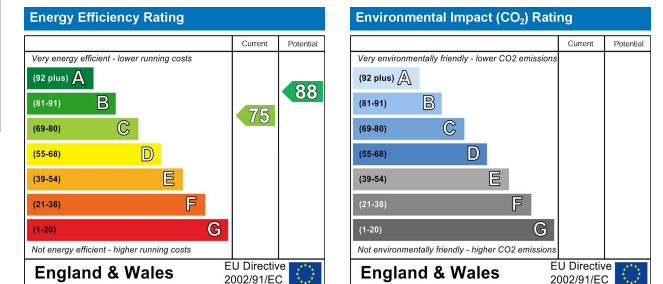 Energy Efficiency Rating
Current Potential
Very energy efficient - lower running costs
(92 plus) A
(81-91) B
(69-80) C
(55-68) D
(39-54) E
(21-38) F
(1-20) G
75
88
Not energy efficient - higher running costs
England & Wales
EU Directive
2002/91/EC
Environmental Impact (CO₂) Rating
Current Potential
Very environmentally friendly - lower CO2 emissions
(92 plus) A
(81-91) B
(69-80) C
(55-68) D
(39-54) E
(21-38) F
(1-20) G
Not environmentally friendly - higher CO2 emissions
England & Wales
EU Directive
2002/91/EC